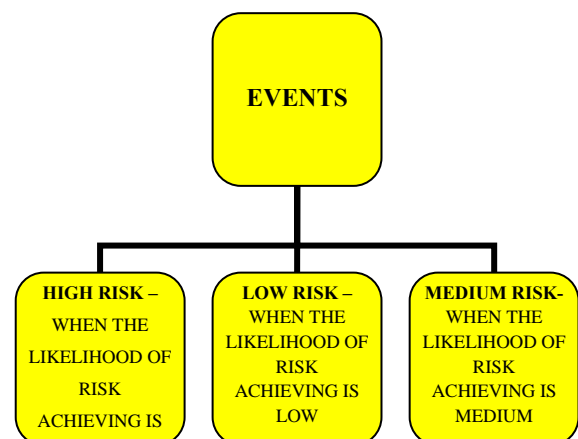 EVENTS
HIGH RISK –
WHEN THE
LIKELIHOOD OF
RISK
ACHIEVING IS
LOW RISK –
WHEN THE
LIKELIHOOD OF
RISK
ACHIEVING IS
LOW
MEDIUM RISK-
WHEN THE
LIKELIHOOD OF
RISK
ACHIEVING IS
MEDIUM